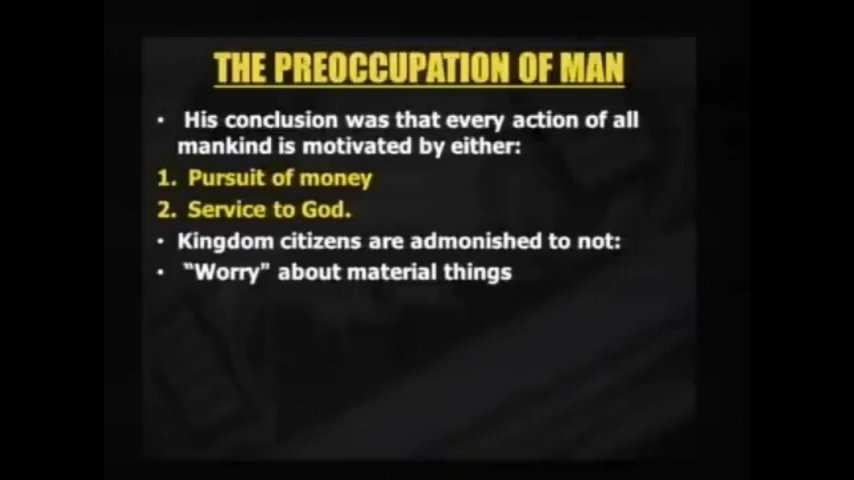 THE PREOCCUPATION OF MAN
• His conclusion was that every action of all
mankind is motivated by either:
1. Pursuit of money
2. Service to God.
• Kingdom citizens are admonished to not:
• “Worry” about material things